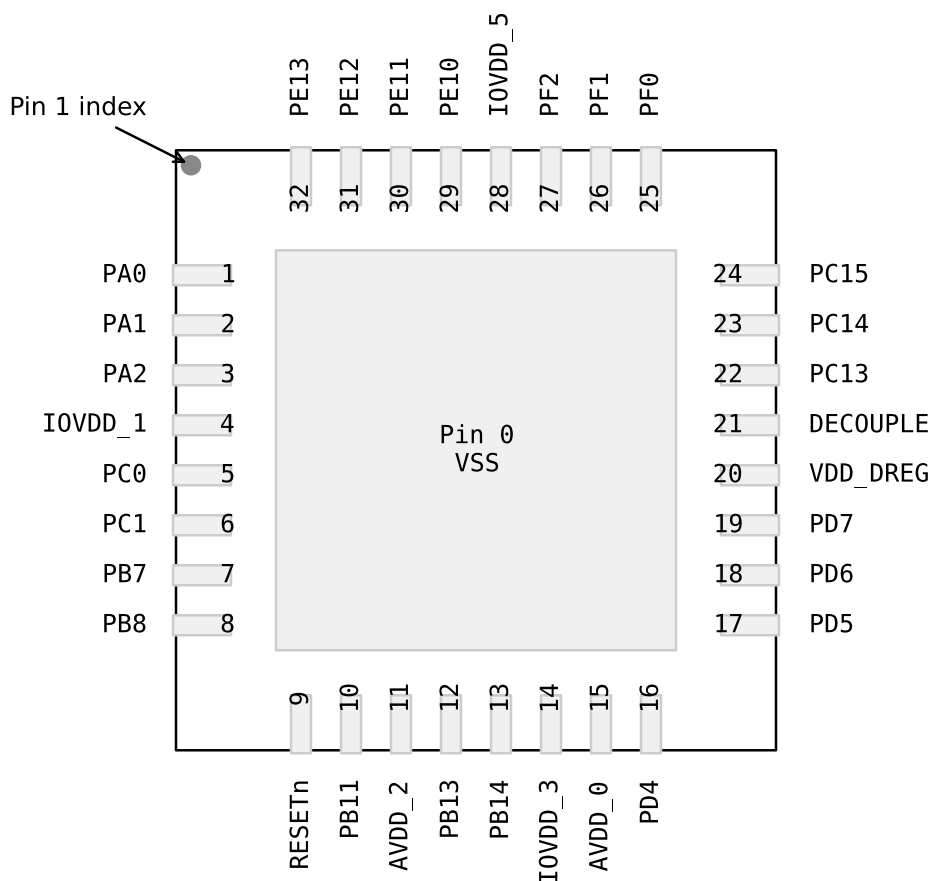 PE13
PE12
PE11
PE10
IOVDD_5
PF2
PF1
PF0
Pin 1 index
32
31
30
29
28
27
26
25
PA0 1
24 PC15
PA1 2
23 PC14
PA2 3
22 PC13
IOVDD_1 4
21 DECOUPLE
PC0 5
20 VDD_DREG
PC1 6
19 PD7
PB7 7
18 PD6
PB8 8
17 PD5
Pin 0
VSS
9
10
11
12
13
14
15
16
RESETn
PB11
AVDD_2
PB13
PB14
IOVDD_3
AVDD_0
PD4